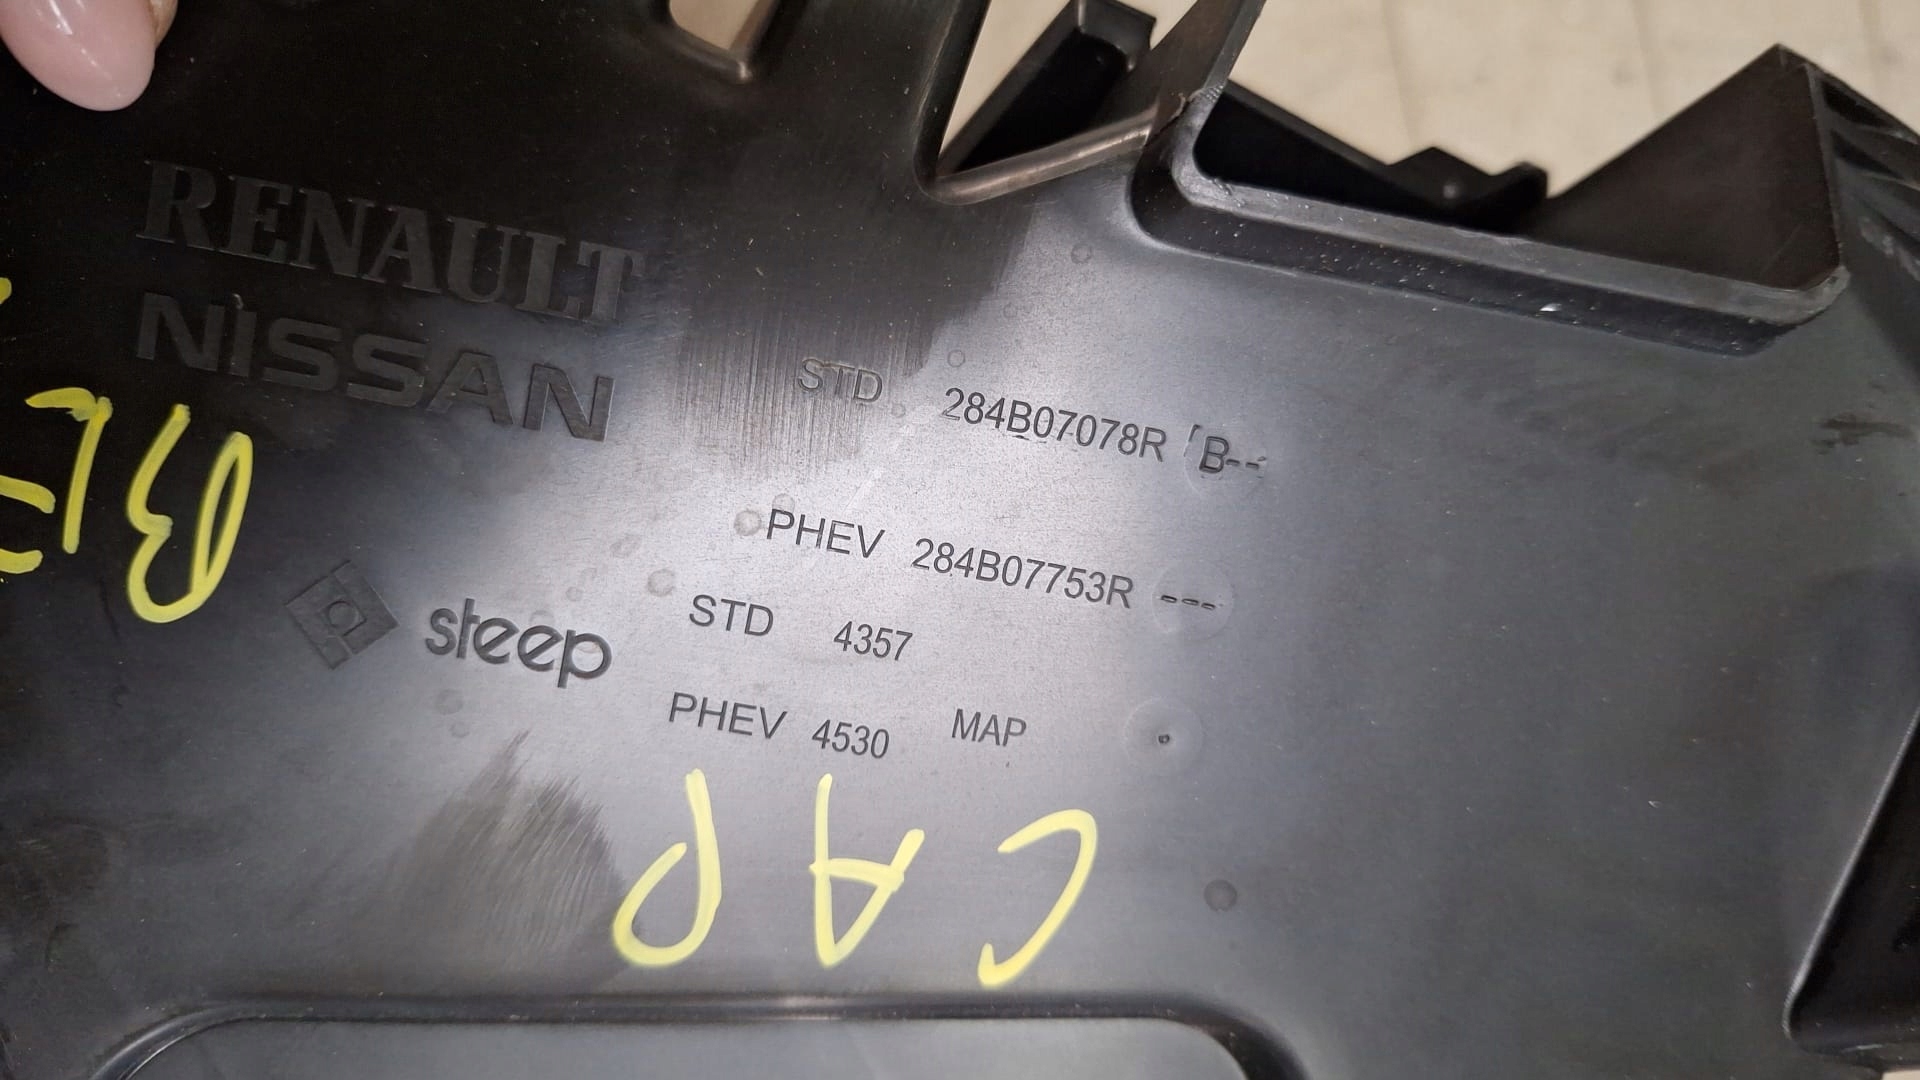 RENAULT
NISSAN
STD 284B07078R B--
PHEV 284B07753R ---
steep
STD 4357
PHEV 4530 MAP
CAP